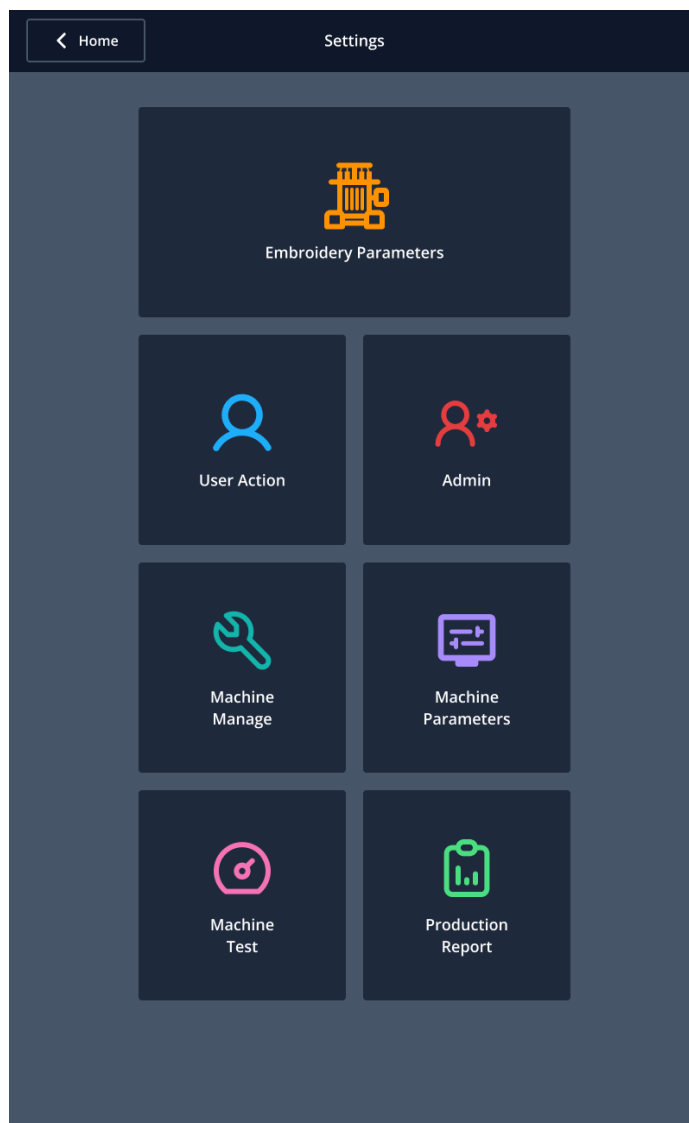 Home
Settings
Embroidery Parameters
User Action
Admin
Machine
Manage
Machine
Parameters
Machine
Test
Production
Report